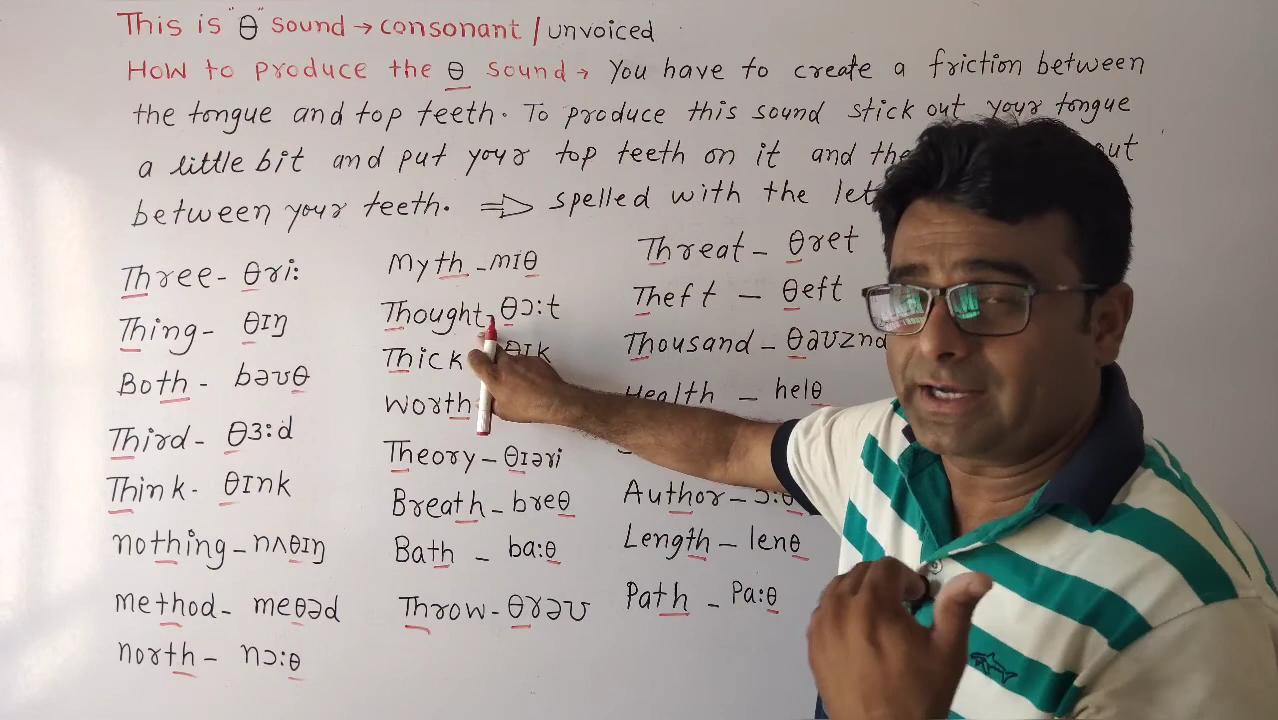 This is "θ" sound → consonant / unvoiced
How to produce the θ sound → You have to create a friction between
the tongue and top teeth. To produce this sound stick out your tongue
a little bit and put your top teeth on it and out
between your teeth. ⇒ spelled with the
Three - θri:
Thing - θɪŋ
Both - bəʊθ
Third - θɜ:d
Think - θɪnk
nothing - nʌθɪŋ
method - meθəd
north - nɔ:θ
Myth - mɪθ
Thought - θɔ:t
Thick θɪk
Worth
Theory - θɪəri
Breath - breθ
Bath - ba:θ
Throw - θrəʊ
Threat - θret
Theft - θeft
Thousand - θaʊznd
Health - helθ
Author - ɔ:θ
Length - lenθ
Path - pa:θ